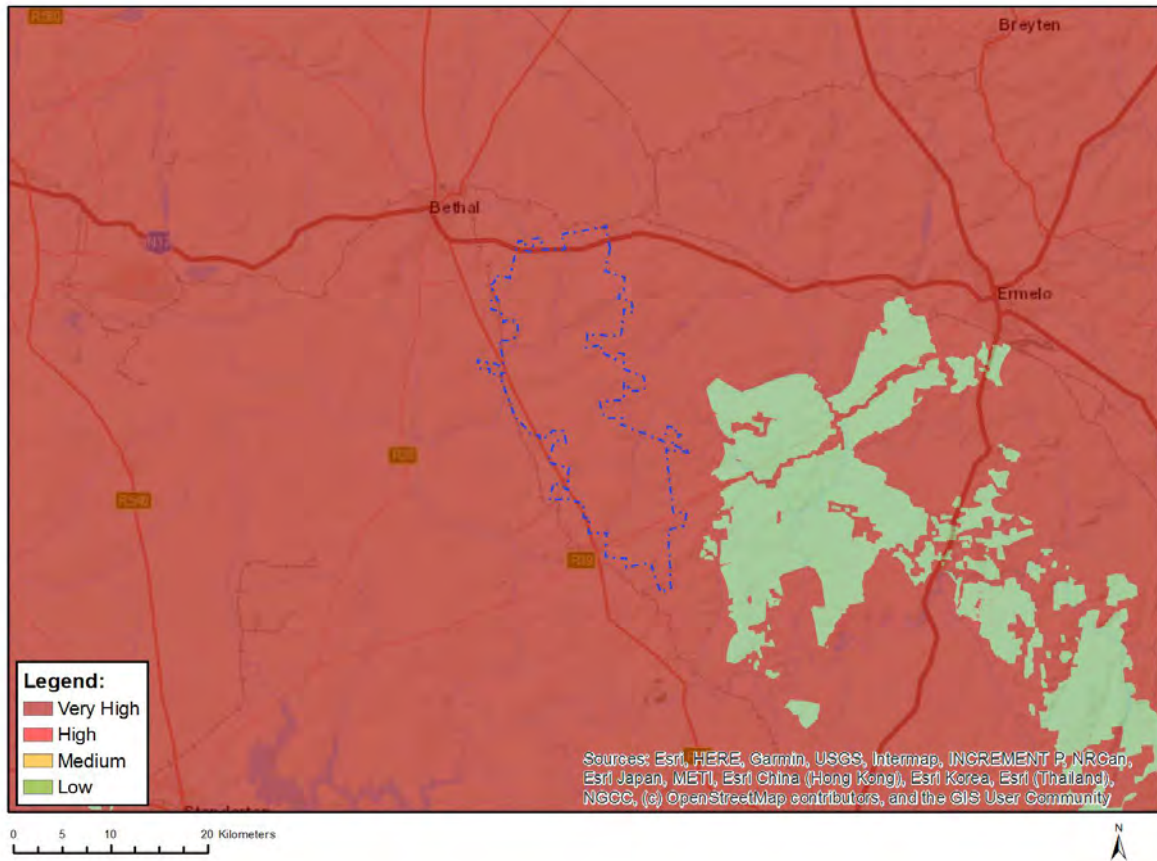 R580
Breyten
Bethal
N17
Ermelo
R38
R546
R39
Legend:
Very High
High
Medium
Low
Standerton
Sources: Esri, HERE, Garmin, USGS, Intermap, INCREMENT P, NRCan,
Esri Japan, METI, Esri China (Hong Kong), Esri Korea, Esri (Thailand),
NGCC, (c) OpenStreetMap contributors, and the GIS User Community
0 5 10 20 Kilometers
N